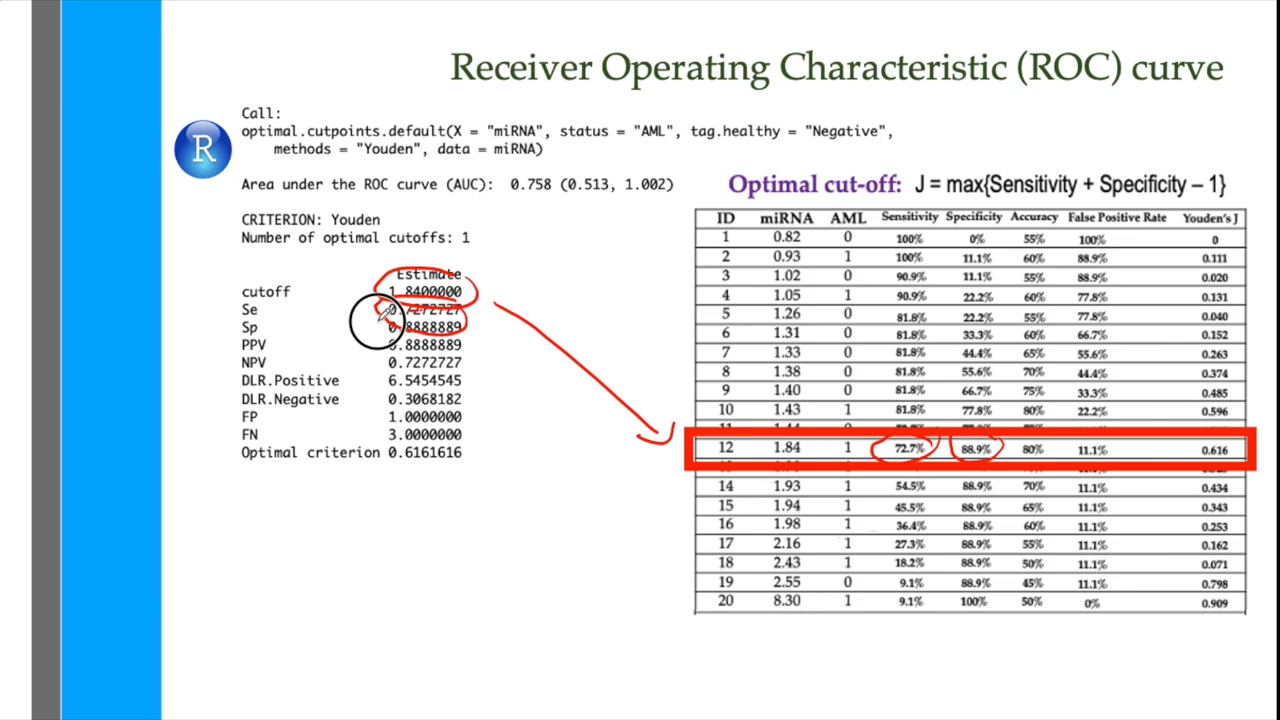 Receiver Operating Characteristic (ROC) curve
R
Call:
optimal.cutpoints.default(X = "miRNA", status = "AML", tag.healthy = "Negative",
methods = "Youden", data = miRNA)
Area under the ROC curve (AUC): 0.758 (0.513, 1.002)
CRITERION: Youden
Number of optimal cutoffs: 1
Estimate
cutoff 1.8400000
Se 0.7272727
Sp 0.8888889
PPV 0.8888889
NPV 0.7272727
DLR.Positive 6.5454545
DLR.Negative 0.3068182
FP 1.0000000
FN 3.0000000
Optimal criterion 0.6161616
Optimal cut-off: J = max{Sensitivity + Specificity – 1}
ID miRNA AML Sensitivity Specificity Accuracy False Positive Rate Youden's J
1 0.82 0 100% 0% 55% 100% 0
2 0.93 1 100% 11.1% 60% 88.9% 0.111
3 1.02 0 90.9% 11.1% 55% 88.9% 0.020
4 1.05 1 90.9% 22.2% 60% 77.8% 0.131
5 1.26 0 81.8% 22.2% 55% 77.8% 0.040
6 1.31 0 81.8% 33.3% 60% 66.7% 0.152
7 1.33 0 81.8% 44.4% 65% 55.6% 0.263
8 1.38 0 81.8% 55.6% 70% 44.4% 0.374
9 1.40 0 81.8% 66.7% 75% 33.3% 0.485
10 1.43 1 81.8% 77.8% 80% 22.2% 0.596
12 1.84 1 72.7% 88.9% 80% 11.1% 0.616
14 1.93 1 54.5% 88.9% 70% 11.1% 0.434
15 1.94 1 45.5% 88.9% 65% 11.1% 0.343
16 1.98 1 36.4% 88.9% 60% 11.1% 0.253
17 2.16 1 27.3% 88.9% 55% 11.1% 0.162
18 2.43 1 18.2% 88.9% 50% 11.1% 0.071
19 2.55 0 9.1% 88.9% 45% 11.1% 0.798
20 8.30 1 9.1% 100% 50% 0% 0.909